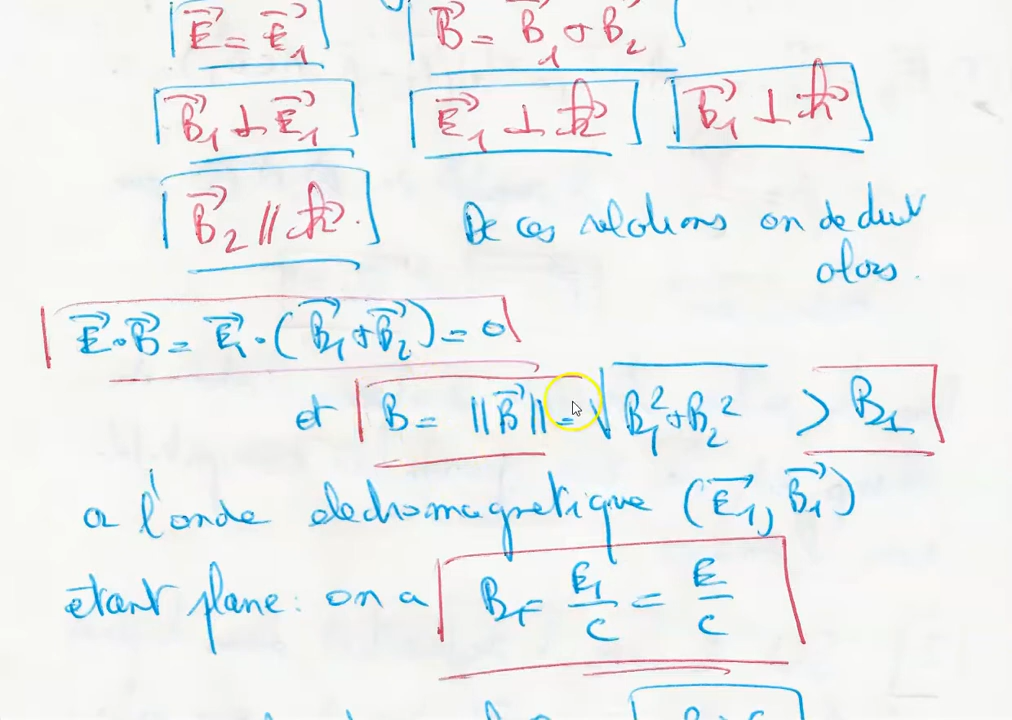 E⃗ = E⃗₁ B⃗ = B⃗₁ + B⃗₂
B⃗₁ ⊥ E⃗₁ E⃗₁ ⊥ k⃗ B⃗₁ ⊥ k⃗
B⃗₂ // k⃗. De ces relations on deduit
alors.
E⃗ • B⃗ = E⃗₁ • (B⃗₁ + B⃗₂) = 0
et B = ||B⃗|| = √(B₁² + B₂²) > B₁
or l'onde electromagnetique (E⃗₁, B⃗₁)
etant plane: on a B₁ = E₁/c = E/c